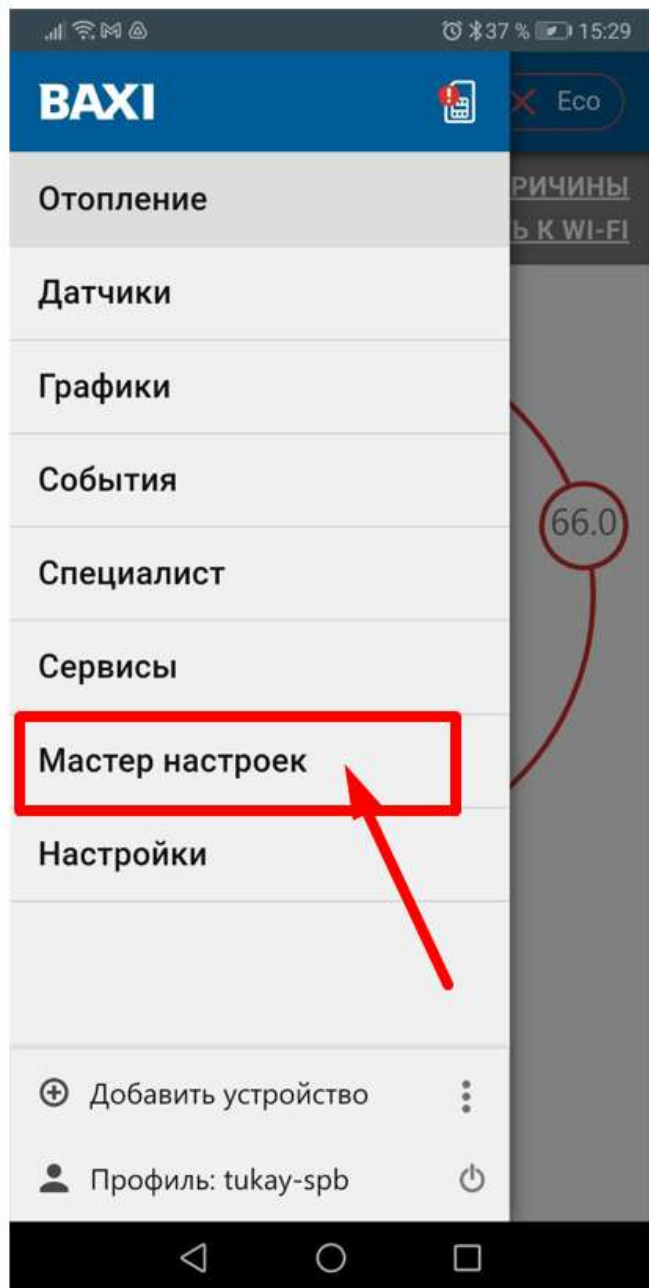 37 % 15:29
BAXI
Eco
Отопление
РИЧИНЫ
Ь К WI-FI
Датчики
Графики
События
66.0
Специалист
Сервисы
Мастер настроек
Настройки
Добавить устройство
Профиль: tukay-spb